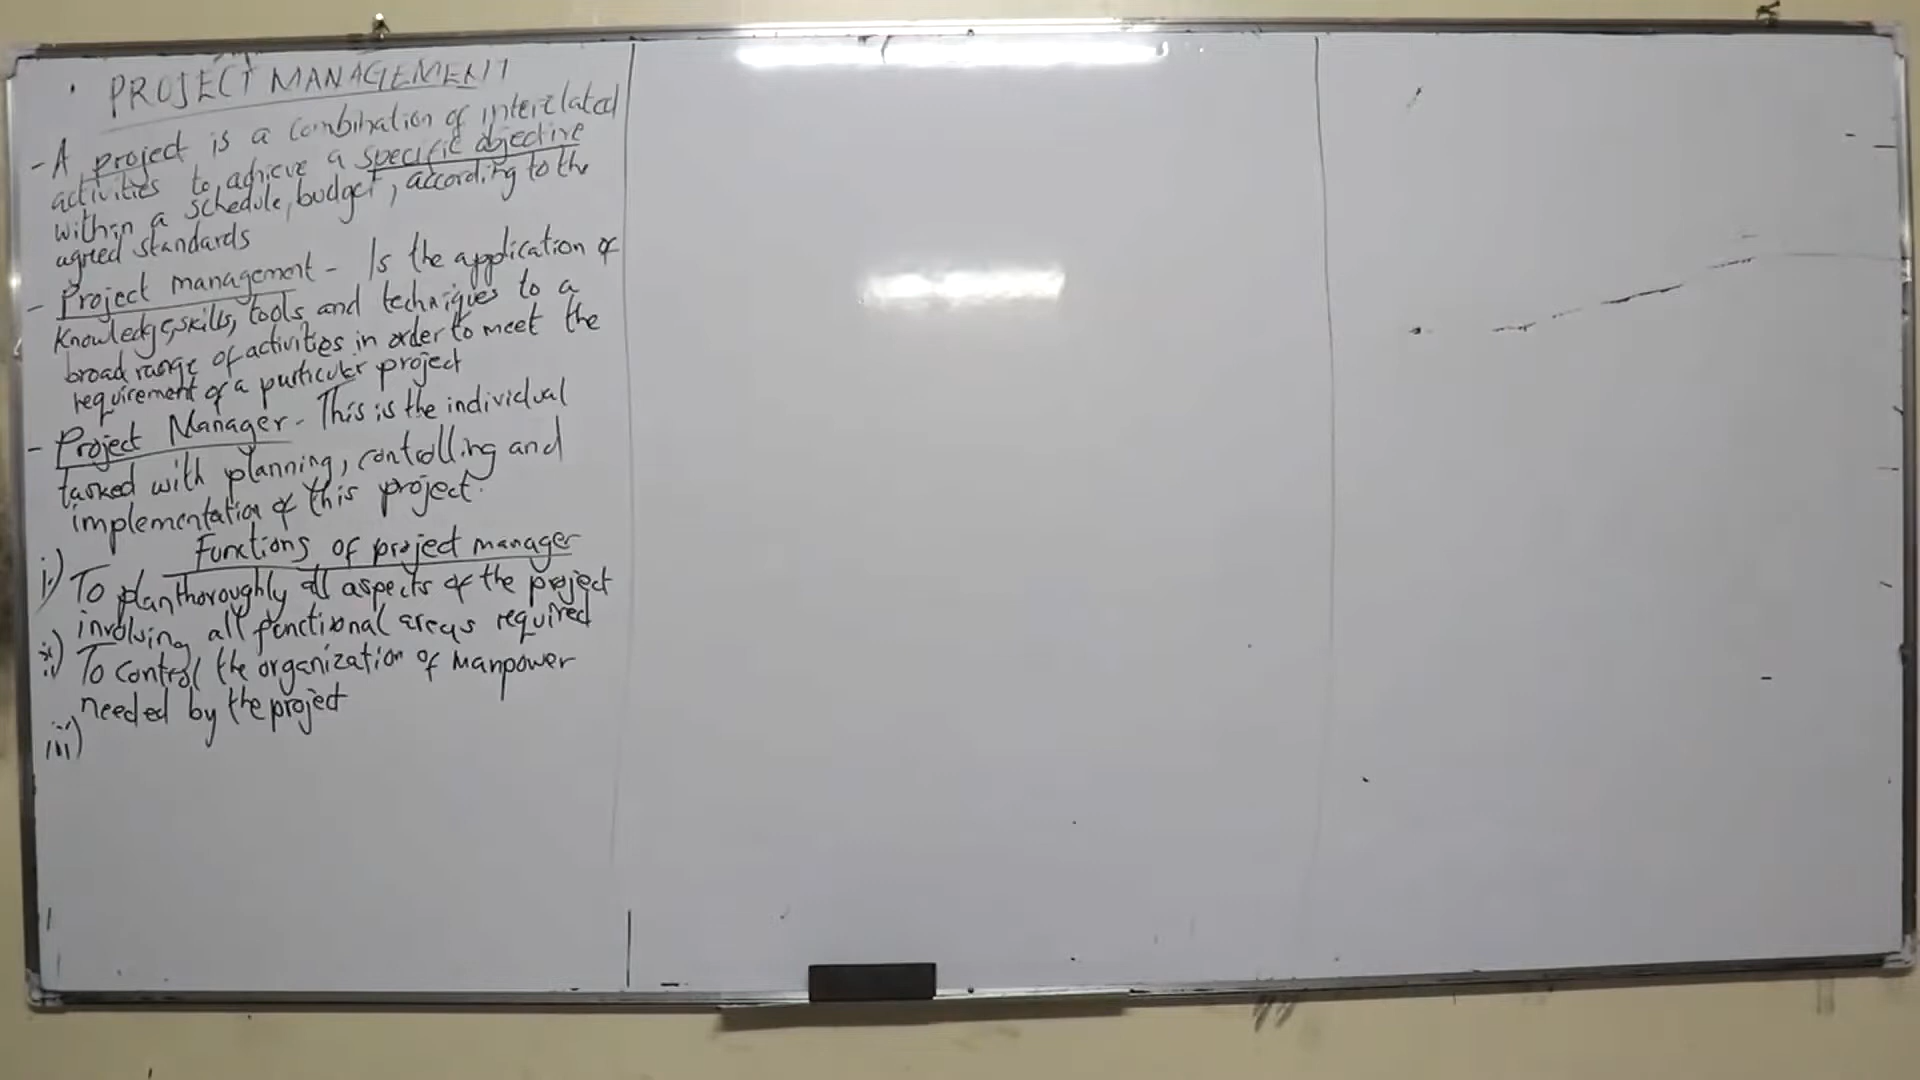 PROJECT MANAGEMENT
- A project is a combination of interelated
activities to achieve a specific objective
within a schedule, budget, according to the
agreed standards
- Project management - Is the application of
knowledge, skills, tools and techniques to a
broad range of activities in order to meet the
requirement of a particular project
- Project Manager - This is the individual
tasked with planning, controlling and
implementation of this project.
Functions of project manager
i) To plan thoroughly all aspects of the project
involving all functional areas required
ii) To control the organization of manpower
needed by the project
iii)